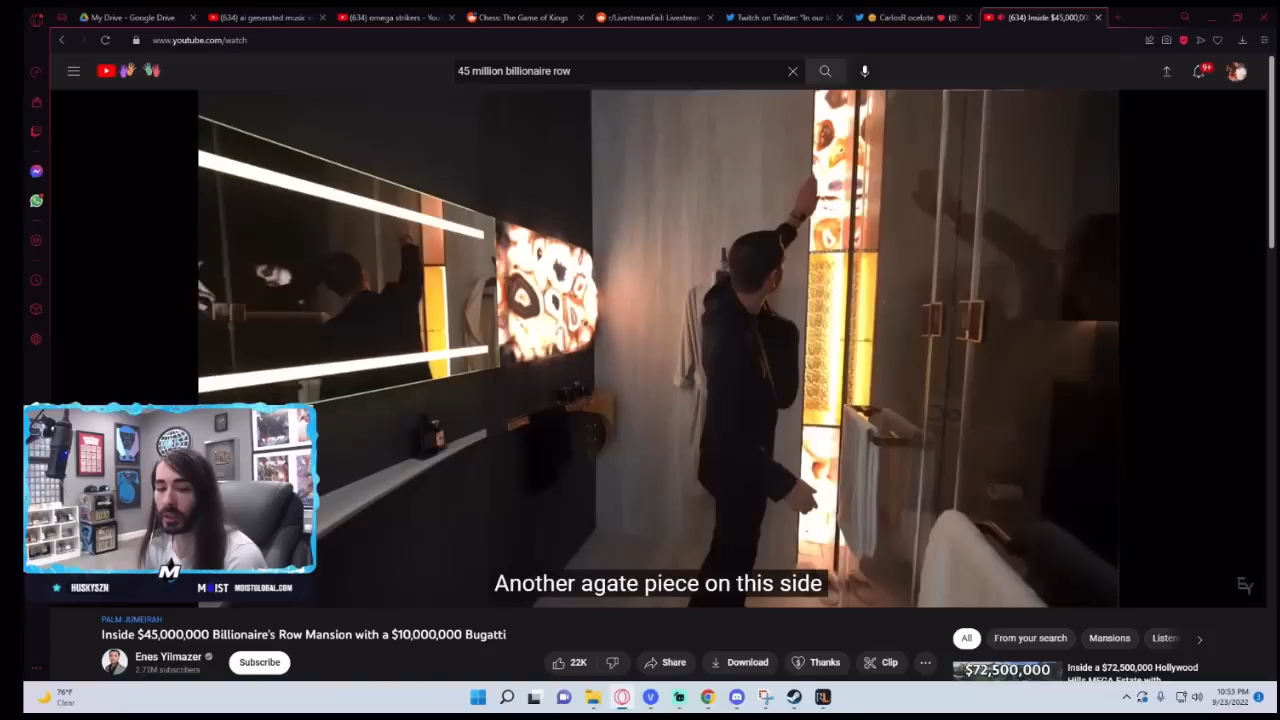 My Drive - Google Drive
(634) ai generated music
(634) omega strikers - You
Chess: The Game of Kings
r/LivestreamFail: Livestream
Twitch on Twitter: "In our
CarlosR ocelote
(634) Inside $45,000,00
www.youtube.com/watch
45 million billionaire row
9+
EY
Another agate piece on this side
HUSKYSZN
M
MOIST
MOISTGLOBAL.COM
PALM JUMEIRAH
Inside $45,000,000 Billionaire's Row Mansion with a $10,000,000 Bugatti
Enes Yilmazer
2.72M subscribers
Subscribe
22K
Share
Download
Thanks
Clip
All
From your search
Mansions
Listen
$72,500,000
Inside a $72,500,000 Hollywood
Hills MEGA Estate with
76°F
Clear
10:53 PM
9/23/2022